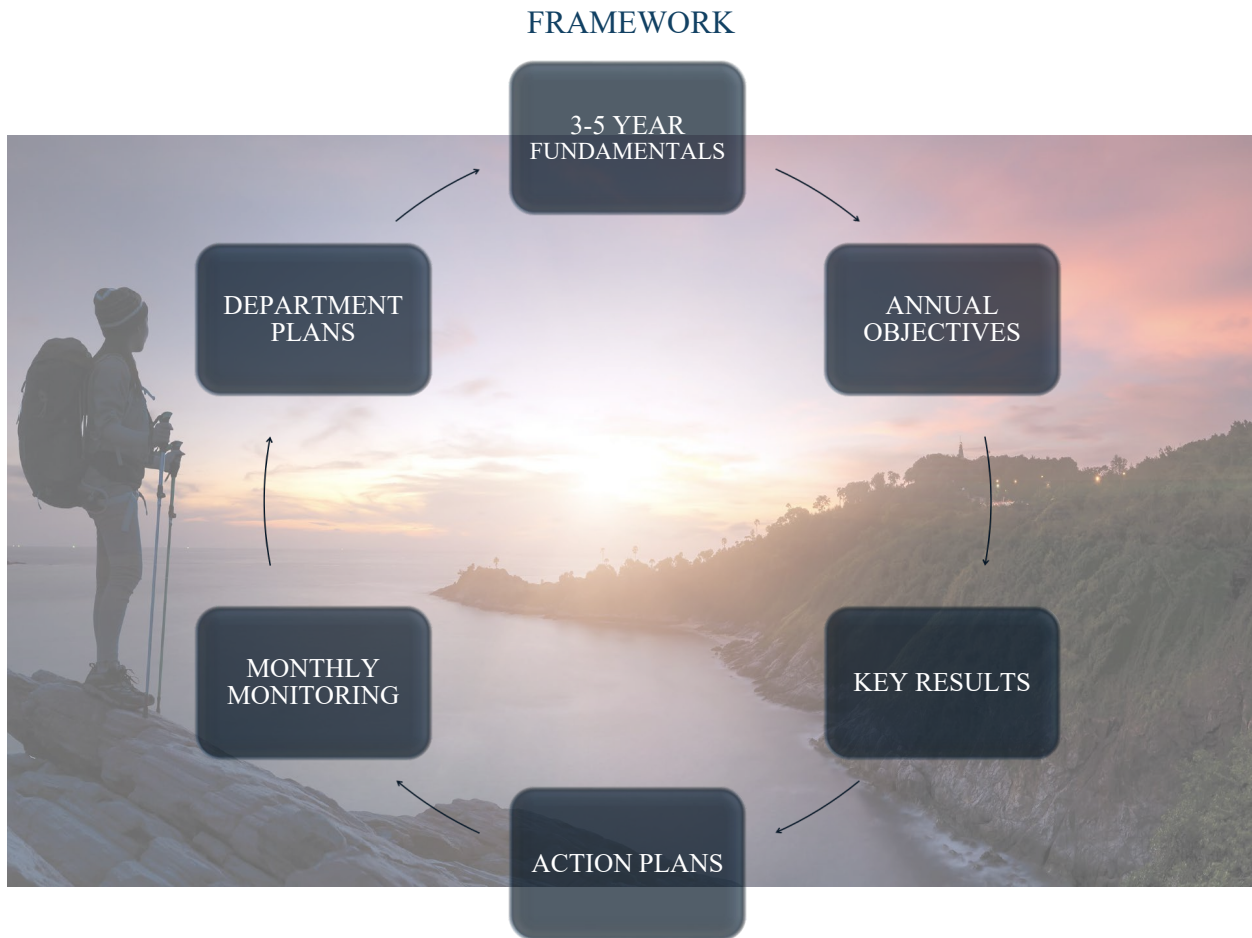 FRAMEWORK
3-5 YEAR
FUNDAMENTALS
ANNUAL
OBJECTIVES
KEY RESULTS
ACTION PLANS
MONTHLY
MONITORING
DEPARTMENT
PLANS